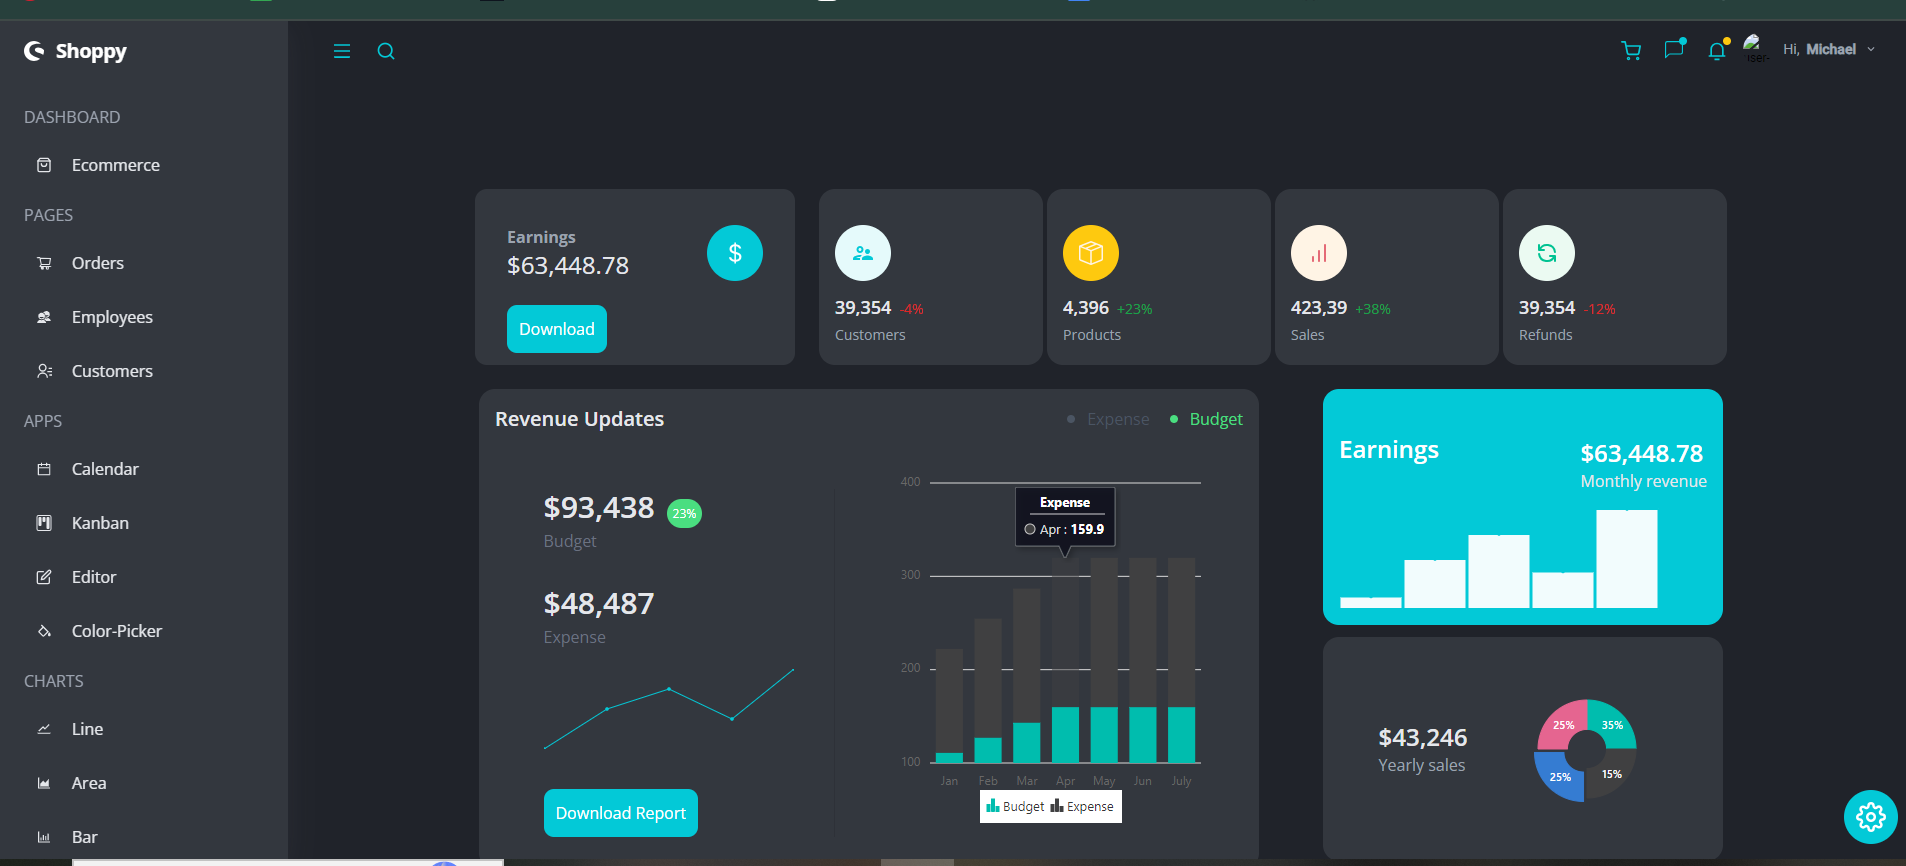 Shoppy
Hi, Michael
DASHBOARD
Ecommerce
PAGES
Orders
Employees
Customers
APPS
Calendar
Kanban
Editor
Color-Picker
CHARTS
Line
Area
Bar
Earnings
$63,448.78
Download
39,354 -4%
Customers
4,396 +23%
Products
423,39 +38%
Sales
39,354 -12%
Refunds
Revenue Updates
Expense
Budget
$93,438 23%
Budget
$48,487
Expense
Download Report
400
300
200
100
Expense
Apr : 159.9
Jan Feb Mar Apr May Jun July
Budget Expense
Earnings
$63,448.78
Monthly revenue
$43,246
Yearly sales
25% 35%
25% 15%